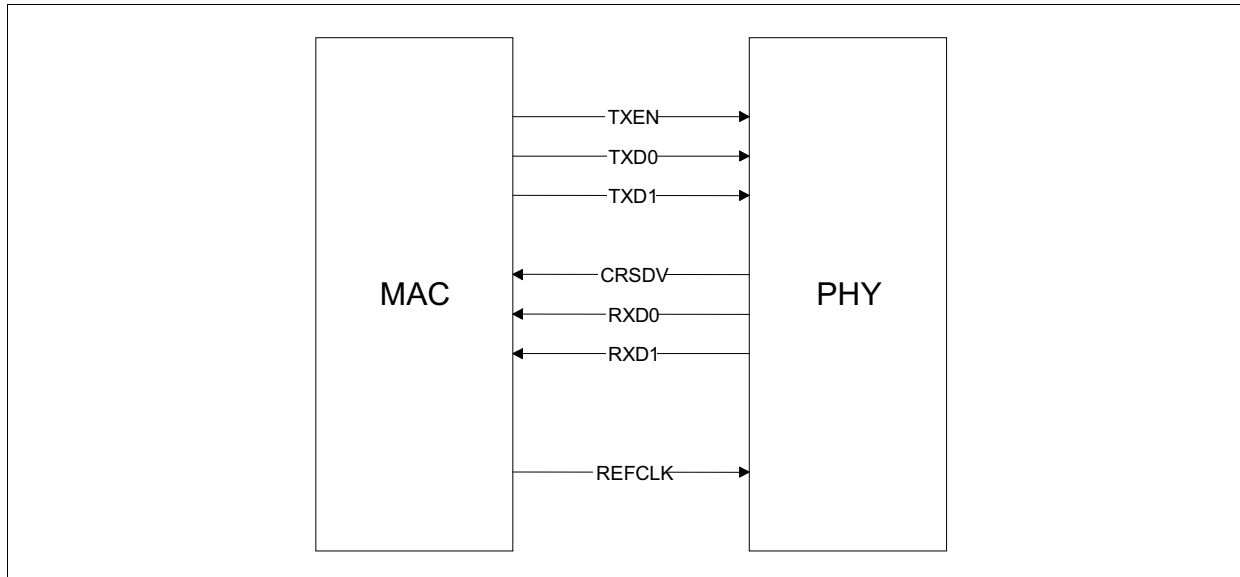 TXEN
TXD0
TXD1
CRSDV
MAC
PHY
RXD0
RXD1
REFCLK